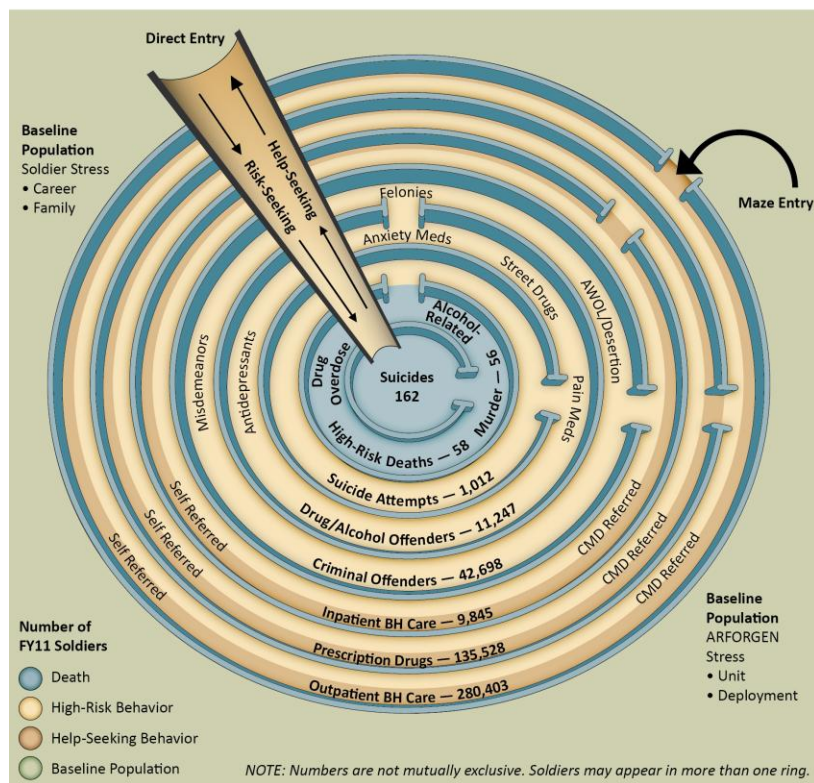 Direct Entry
Baseline
Population
Soldier Stress
• Career
• Family
Help-Seeking
Risk-Seeking
Maze Entry
Felonies
Anxiety Meds
Street Drugs
AWOL/Desertion
Misdemeanors
Antidepressants
Pain Meds
Alcohol-
Related
Drug
Overdose
Suicides
162
Murder — 56
High-Risk Deaths — 58
Suicide Attempts — 1,012
Drug/Alcohol Offenders — 11,247
Criminal Offenders — 42,698
Self Referred
Inpatient BH Care — 9,845
CMD Referred
Self Referred
Prescription Drugs — 135,528
CMD Referred
Self Referred
Outpatient BH Care — 280,403
CMD Referred
Baseline
Population
ARFORGEN
Stress
• Unit
• Deployment
Number of
FY11 Soldiers
Death
High-Risk Behavior
Help-Seeking Behavior
Baseline Population
NOTE: Numbers are not mutually exclusive. Soldiers may appear in more than one ring.